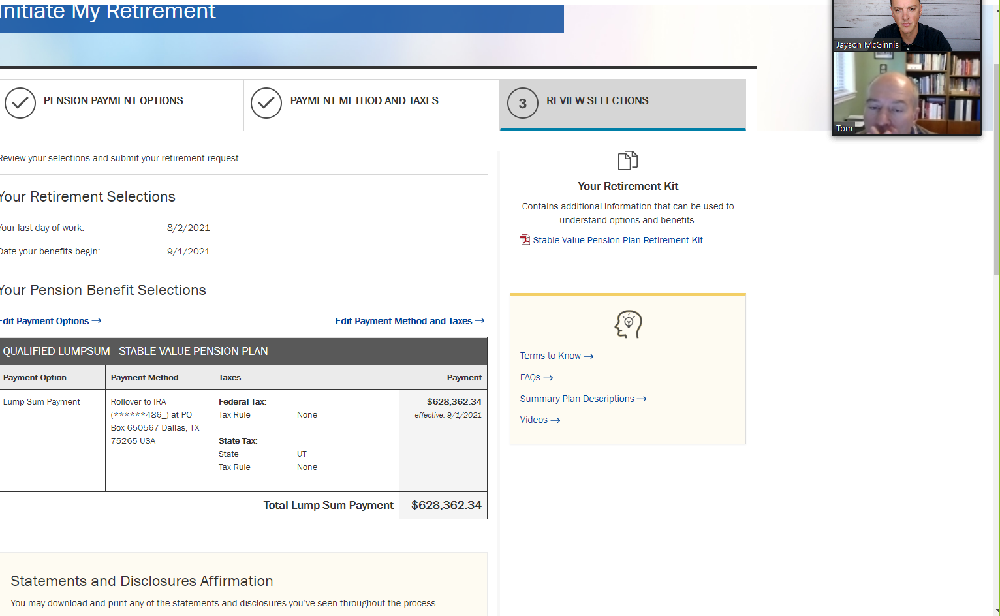 Initiate My Retirement
Jayson McGinnis
Tom
PENSION PAYMENT OPTIONS
PAYMENT METHOD AND TAXES
3 REVIEW SELECTIONS
Review your selections and submit your retirement request.
Your Retirement Selections
Your last day of work: 8/2/2021
Date your benefits begin: 9/1/2021
Your Pension Benefit Selections
Edit Payment Options →
Edit Payment Method and Taxes →
QUALIFIED LUMPSUM - STABLE VALUE PENSION PLAN
Payment Option Payment Method Taxes Payment
Lump Sum Payment
Rollover to IRA
(******486_) at PO
Box 650567 Dallas, TX
75265 USA
Federal Tax:
Tax Rule None
State Tax:
State UT
Tax Rule None
$628,362.34
effective: 9/1/2021
Total Lump Sum Payment $628,362.34
Statements and Disclosures Affirmation
You may download and print any of the statements and disclosures you've seen throughout the process.
Your Retirement Kit
Contains additional information that can be used to
understand options and benefits.
Stable Value Pension Plan Retirement Kit
Terms to Know →
FAQs →
Summary Plan Descriptions →
Videos →